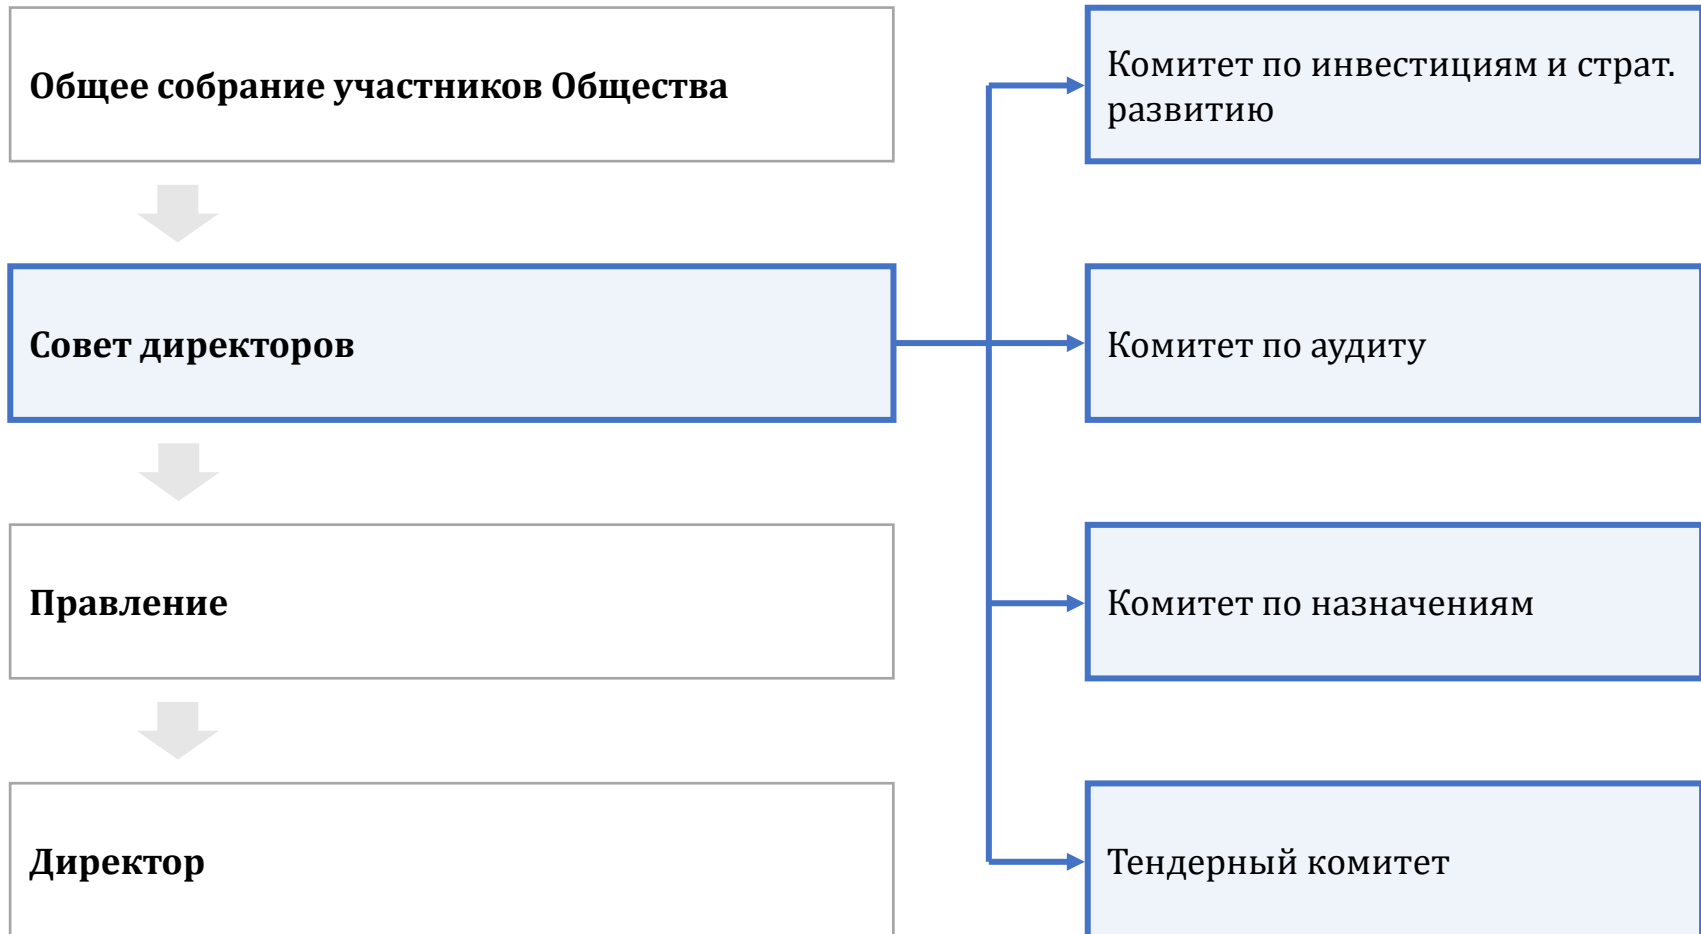 Общее собрание участников Общества
Совет директоров
Правление
Директор
Комитет по инвестициям и страт.
развитию
Комитет по аудиту
Комитет по назначениям
Тендерный комитет